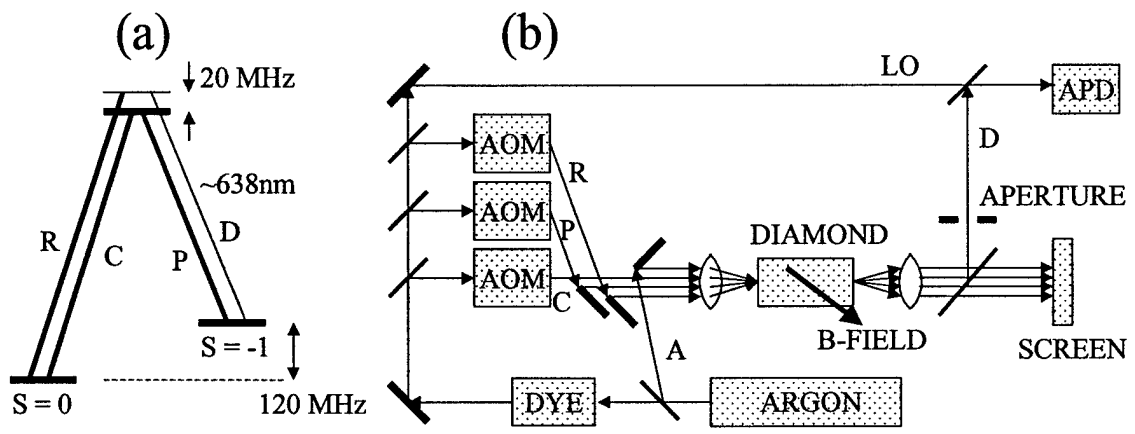 (a)
20 MHz
~638nm
R
C
P
D
S = -1
S = 0
120 MHz
(b)
LO
APD
AOM
R
D
AOM
P
APERTURE
AOM
C
DIAMOND
B-FIELD
SCREEN
A
DYE
ARGON